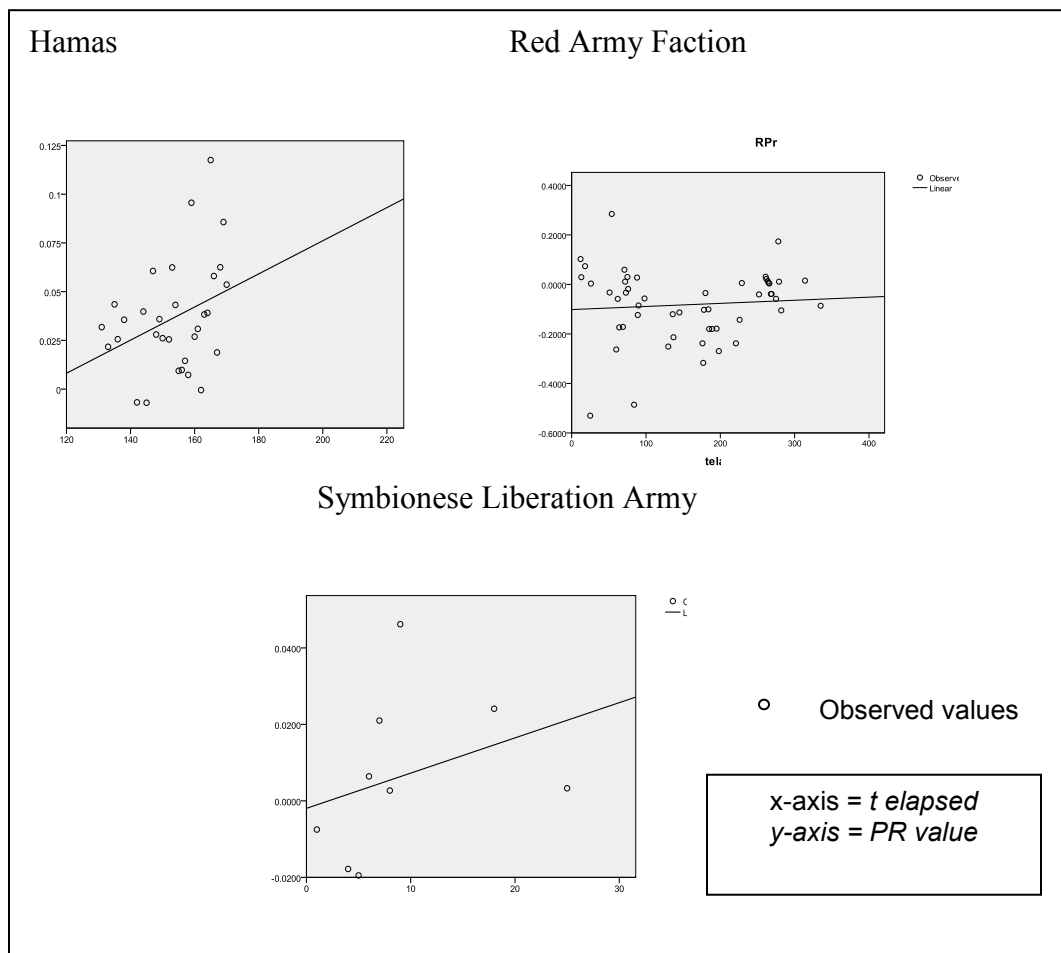 Hamas
Red Army Faction
0.125
0.1
0.075
0.05
0.025
0
120 140 160 180 200 220
RPr
0.4000
0.2000
0.0000
-0.2000
-0.4000
-0.6000
0 100 200 300 400
Observe
Linear
Symbionese Liberation Army
0.0400
0.0200
0.0000
-0.0200
0 10 20 30
Observed values
x-axis = t elapsed
y-axis = PR value